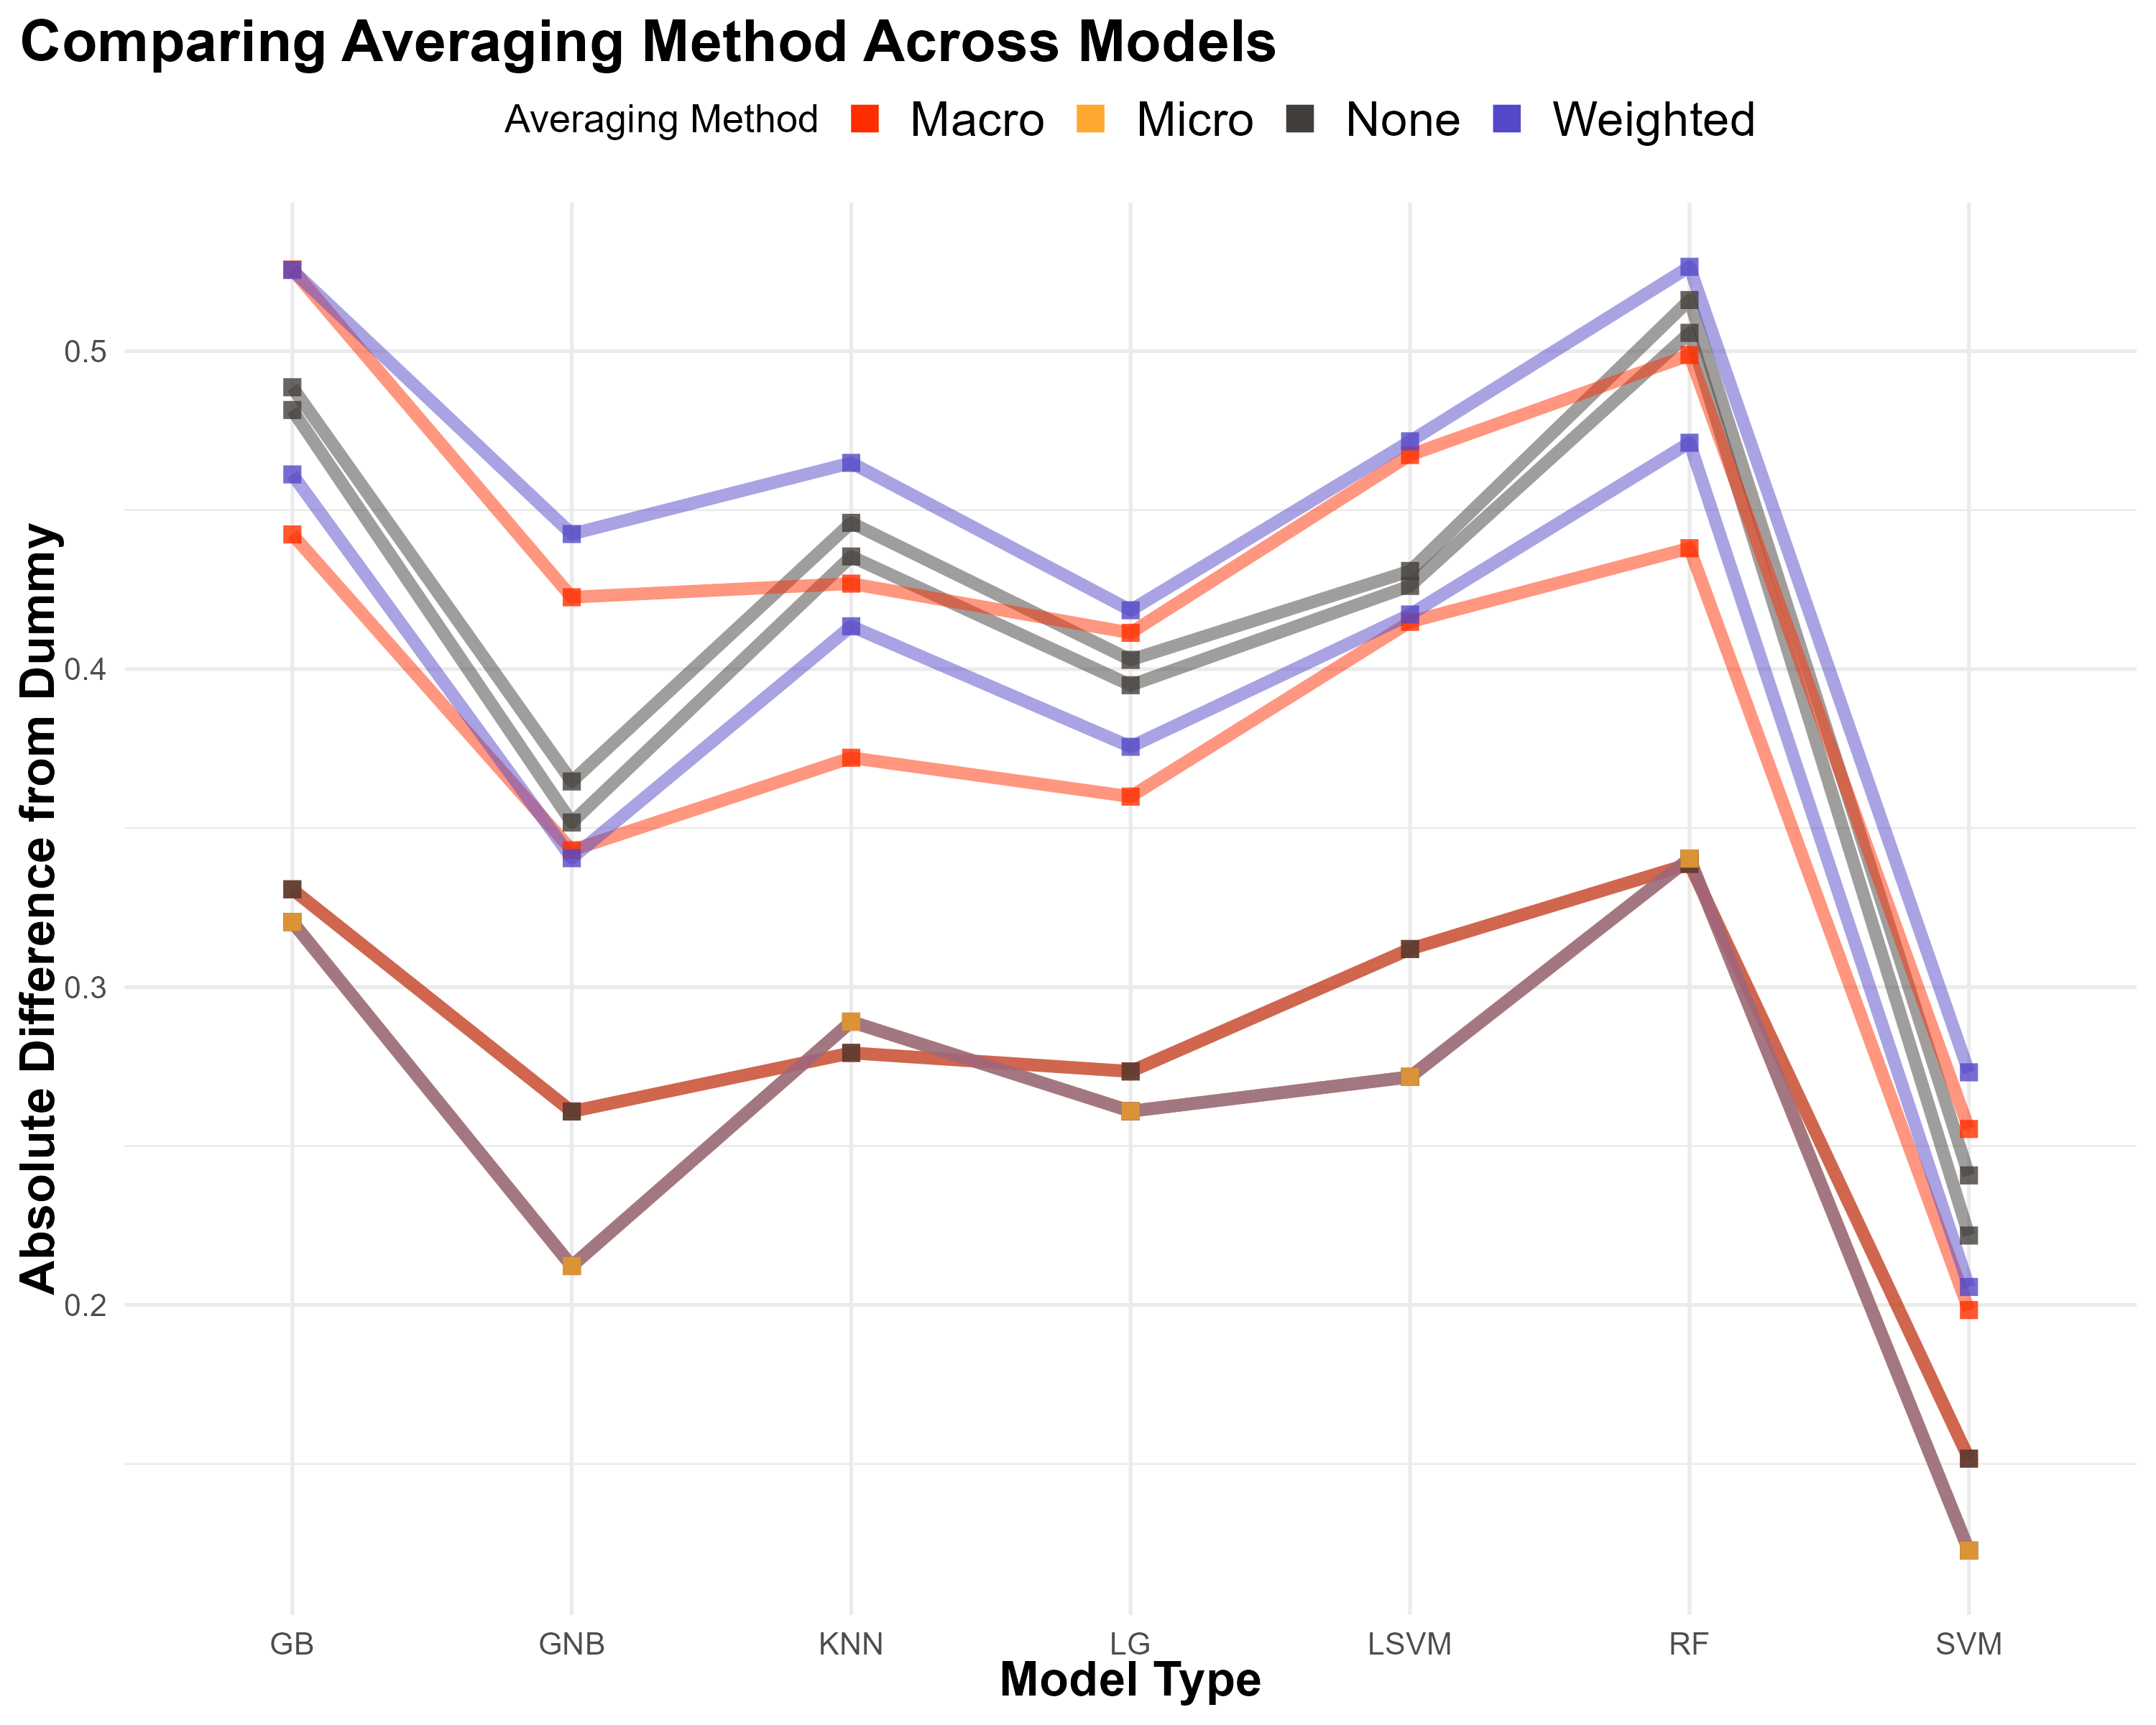 Comparing Averaging Method Across Models
Averaging Method Macro Micro None Weighted
Absolute Difference from Dummy
0.5
0.4
0.3
0.2
GB GNB KNN LG LSVM RF SVM
Model Type